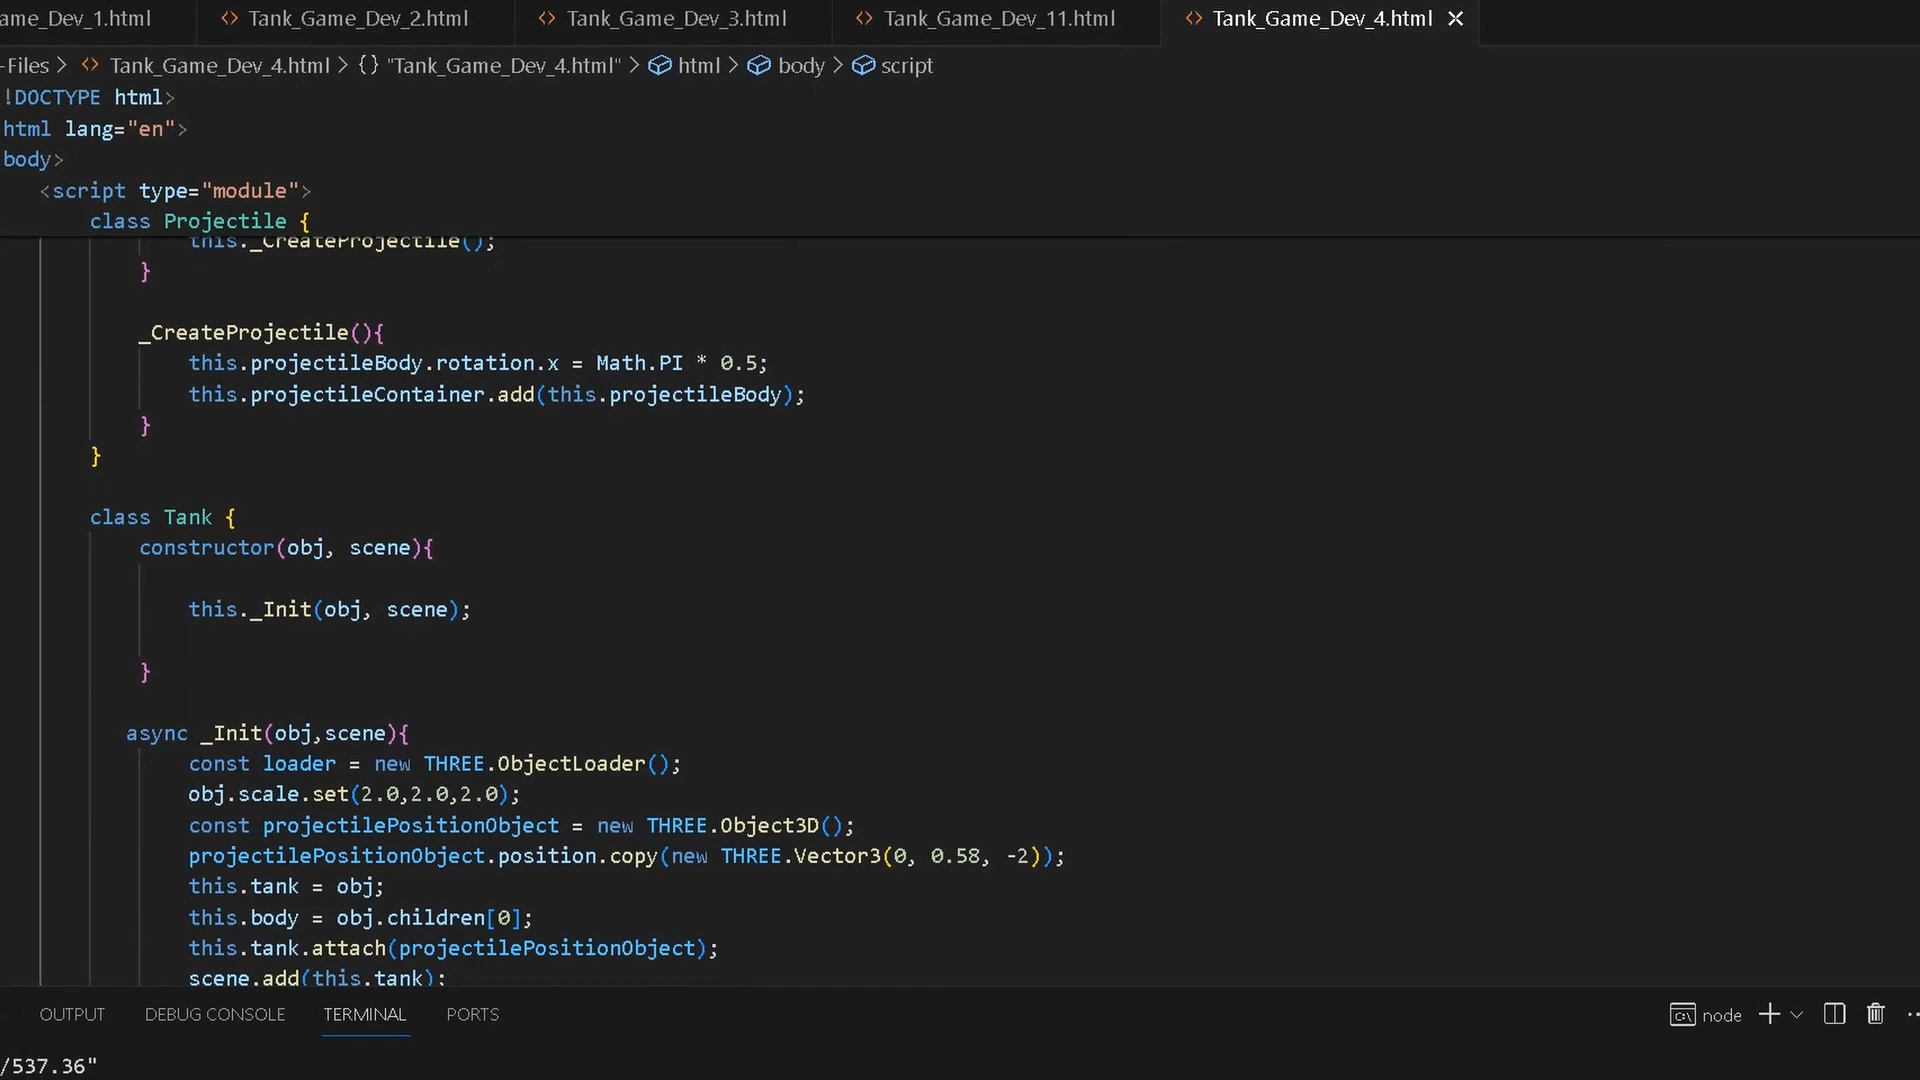 ame_Dev_1.html Tank_Game_Dev_2.html Tank_Game_Dev_3.html Tank_Game_Dev_11.html Tank_Game_Dev_4.html
-Files > Tank_Game_Dev_4.html > {} "Tank_Game_Dev_4.html" > html > body > script
!DOCTYPE html>
html lang="en">
body>
<script type="module">
class Projectile {
this._CreateProjectile();
}
_CreateProjectile(){
this.projectileBody.rotation.x = Math.PI * 0.5;
this.projectileContainer.add(this.projectileBody);
}
}
class Tank {
constructor(obj, scene){
this._Init(obj, scene);
}
async _Init(obj,scene){
const loader = new THREE.ObjectLoader();
obj.scale.set(2.0,2.0,2.0);
const projectilePositionObject = new THREE.Object3D();
projectilePositionObject.position.copy(new THREE.Vector3(0, 0.58, -2));
this.tank = obj;
this.body = obj.children[0];
this.tank.attach(projectilePositionObject);
scene.add(this.tank);
OUTPUT DEBUG CONSOLE TERMINAL PORTS node
/537.36"